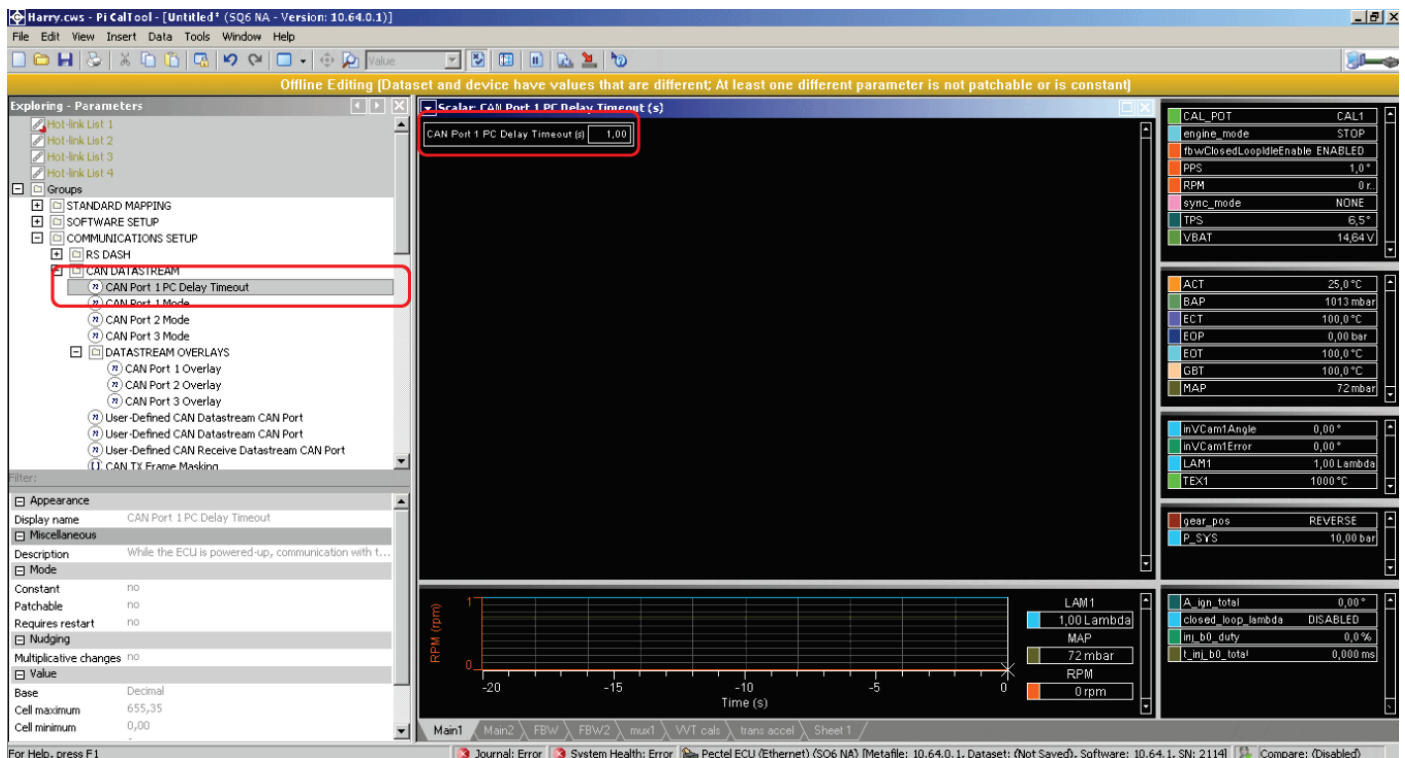 Harry.cws - Pi CalTool - [Untitled* (SQ6 NA - Version: 10.64.0.1)]
File Edit View Insert Data Tools Window Help
Value
Offline Editing (Dataset and device have values that are different; At least one different parameter is not patchable or is constant)
Exploring - Parameters
Hot-link List 1
Hot-link List 2
Hot-link List 3
Hot-link List 4
Groups
STANDARD MAPPING
SOFTWARE SETUP
COMMUNICATIONS SETUP
RS DASH
CAN DATASTREAM
CAN Port 1 PC Delay Timeout
CAN Port 1 Mode
CAN Port 2 Mode
CAN Port 3 Mode
DATASTREAM OVERLAYS
CAN Port 1 Overlay
CAN Port 2 Overlay
CAN Port 3 Overlay
User-Defined CAN Datastream CAN Port
User-Defined CAN Datastream CAN Port
User-Defined CAN Receive Datastream CAN Port
CAN TX Frame Masking
Filter:
Appearance
Display name CAN Port 1 PC Delay Timeout
Miscellaneous
Description While the ECU is powered-up, communication with t...
Mode
Constant no
Patchable no
Requires restart no
Nudging
Multiplicative changes no
Value
Base Decimal
Cell maximum 655,35
Cell minimum 0,00
Scalar: CAN Port 1 PC Delay Timeout (s)
CAN Port 1 PC Delay Timeout (s) 1,00
CAL_POT CAL1
engine_mode STOP
fbwClosedLoopIdleEnable ENABLED
PPS 1,0°
RPM 0 r..
sync_mode NONE
TPS 6,5°
VBAT 14,64 V
ACT 25,0 °C
BAP 1013 mbar
ECT 100,0 °C
EOP 0,00 bar
EOT 100,0 °C
GBT 100,0 °C
MAP 72 mbar
inVCam1Angle 0,00 °
inVCam1Error 0,00 °
LAM1 1,00 Lambda
TEX1 1000 °C
gear_pos REVERSE
P_SYS 10,00 bar
A_ign_total 0,00 °
closed_loop_lambda DISABLED
inj_b0_duty 0,0 %
t_inj_b0_total 0,000 ms
RPM (rpm)
1
0
-20 -15 -10 -5 0
Time (s)
LAM1
1,00 Lambda
MAP
72 mbar
RPM
0 rpm
Main1 Main2 FBW FBW2 mux1 VVT cals trans accel Sheet 1
For Help, press F1
Journal: Error System Health: Error Pectel ECU (Ethernet) (SQ6 NA) [Metafile: 10.64.0.1, Dataset: (Not Saved), Software: 10.64.1, SN: 2114] Compare: (Disabled)